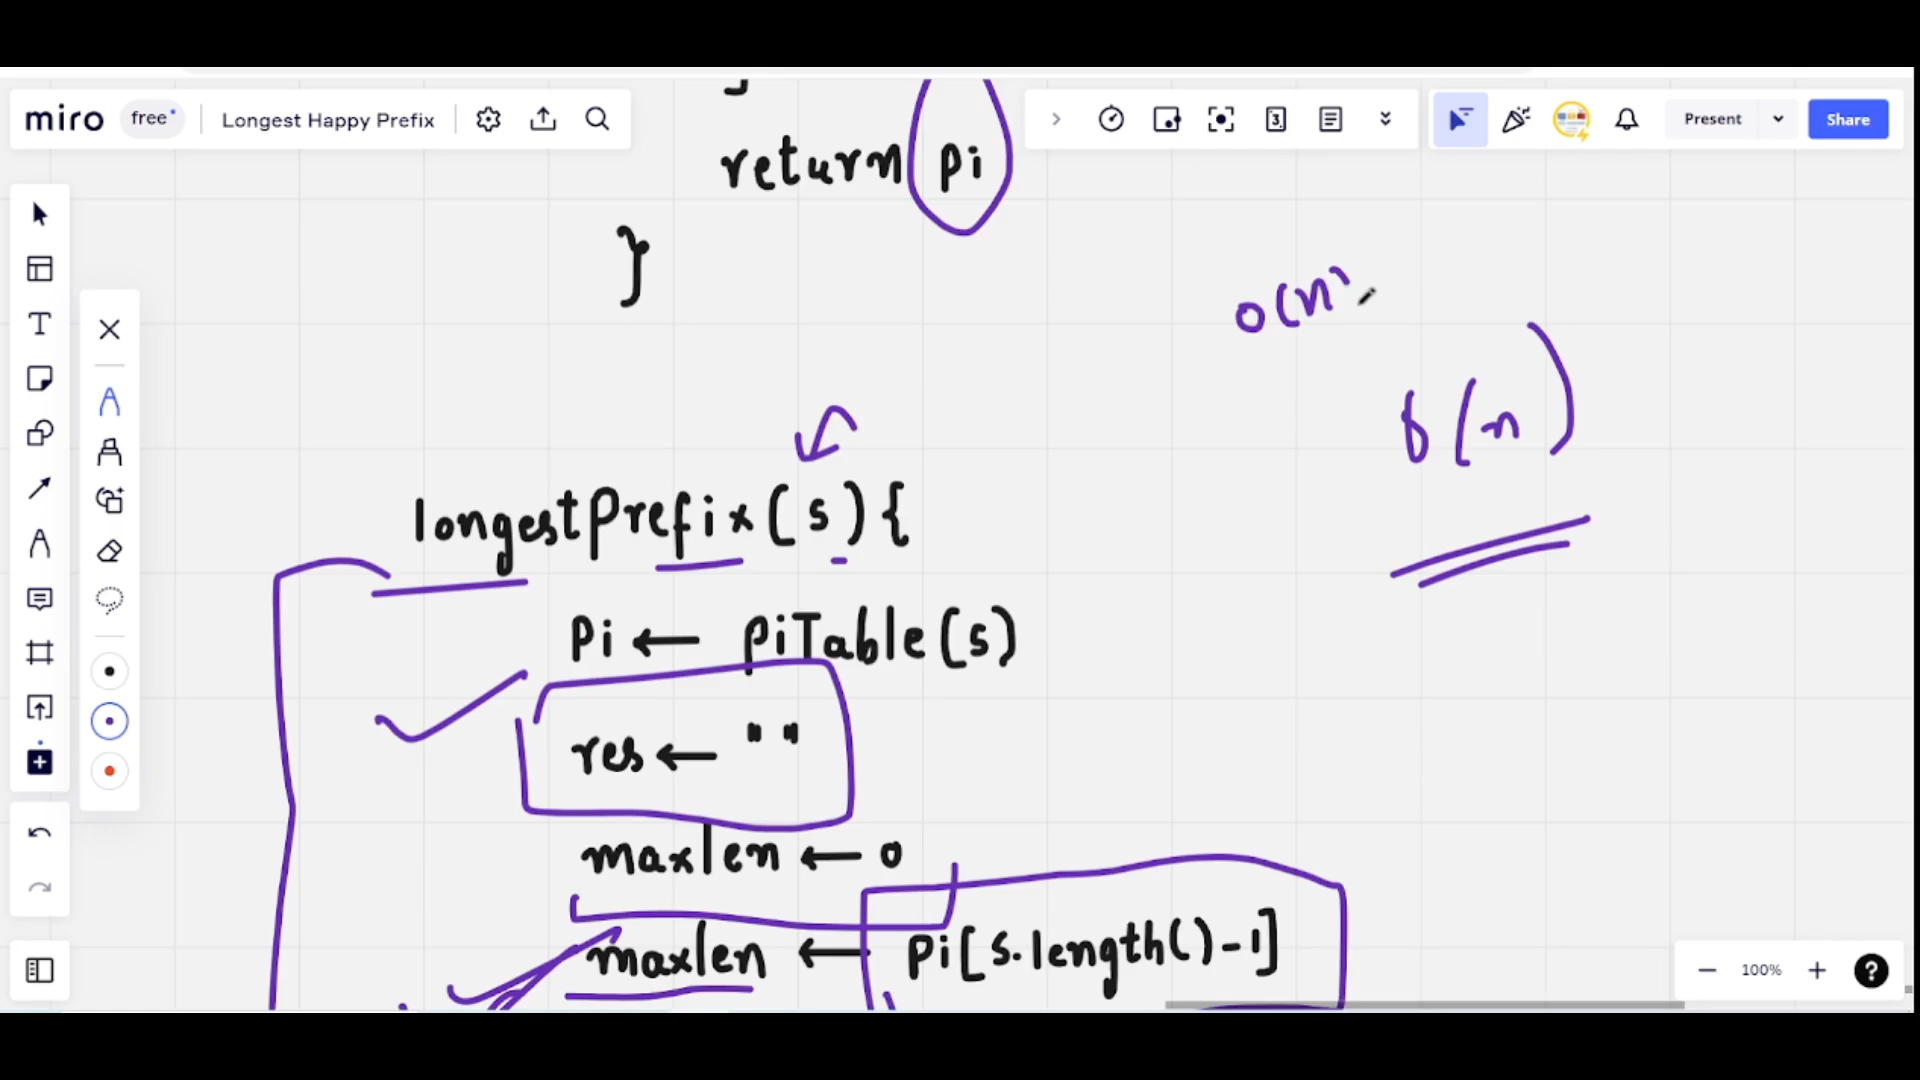 miro free Longest Happy Prefix
3
Present
Share
}
return pi
}
o(n)
longestPrefix(s){
Pi ← piTable(s)
res ← " "
maxlen ← 0
maxlen ← Pi[s.length()-1]
T
100%
?